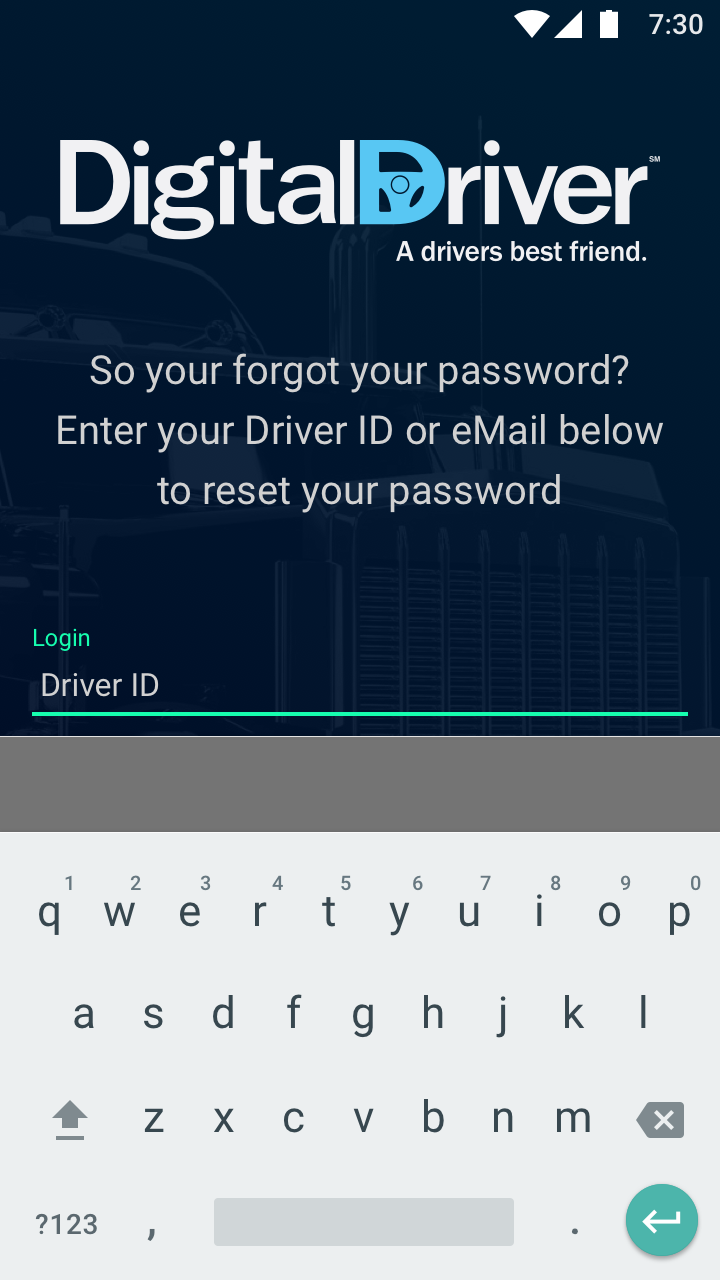 7:30
DigitalDriver℠
A drivers best friend.
So your forgot your password?
Enter your Driver ID or eMail below
to reset your password
Login
Driver ID
1 2 3 4 5 6 7 8 9 0
q w e r t y u i o p
a s d f g h j k l
z x c v b n m
?123 , .